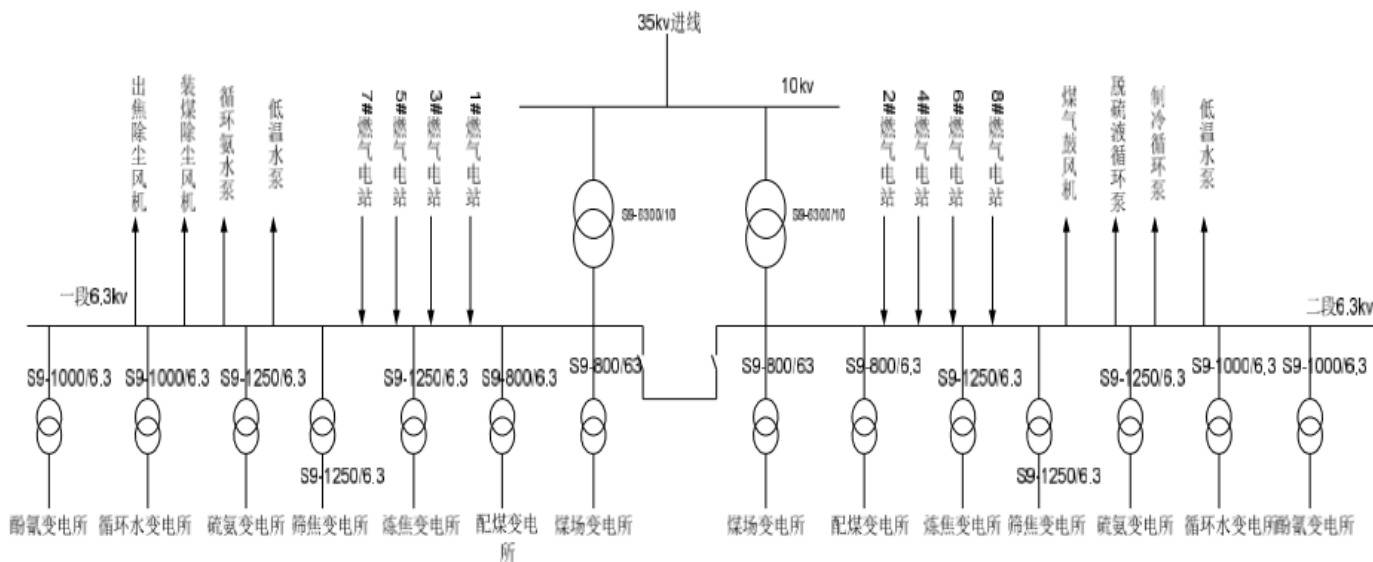 35kv进线
10kv
出焦除尘风机
装煤除尘风机
循环氨水泵
低温水泵
7#燃气电站
5#燃气电站
3#燃气电站
1#燃气电站
2#燃气电站
4#燃气电站
6#燃气电站
8#燃气电站
煤气鼓风机
脱硫液循环泵
制冷循环泵
低温水泵
S9-6300/10
S9-6300/10
一段6.3kv
二段6.3kv
S9-1000/6.3
S9-1000/6.3
S9-1250/6.3
S9-1250/6.3
S9-800/6.3
S9-800/63
S9-800/63
S9-800/6.3
S9-1250/6.3
S9-1250/6.3
S9-1000/6.3
S9-1000/6.3
S9-1250/6.3
S9-1250/6.3
酚氰变电所
循环水变电所
硫氨变电所
筛焦变电所
炼焦变电所
配煤变电
所
煤场变电所
煤场变电所
配煤变电所
炼焦变电所
筛焦变电所
硫氨变电所
循环水变电所
酚氰变电所